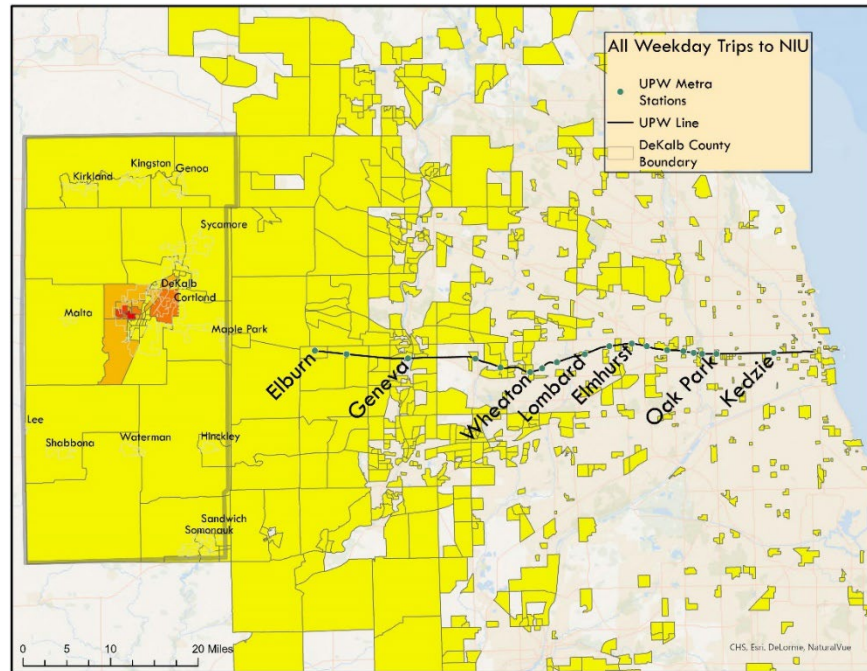 All Weekday Trips to NIU
UPW Metra
Stations
UPW Line
DeKalb County
Boundary
Kingston
Genoa
Kirkland
Sycamore
DeKalb
Cortland
Malta
Maple Park
Elburn
Geneva
Wheaton
Lombard
Elmhurst
Oak Park
Kedzie
Lee
Shabbona
Waterman
Hinckley
Sandwich
Somonauk
0 5 10 20 Miles
CHS, Esri, DeLorme, NaturalVue